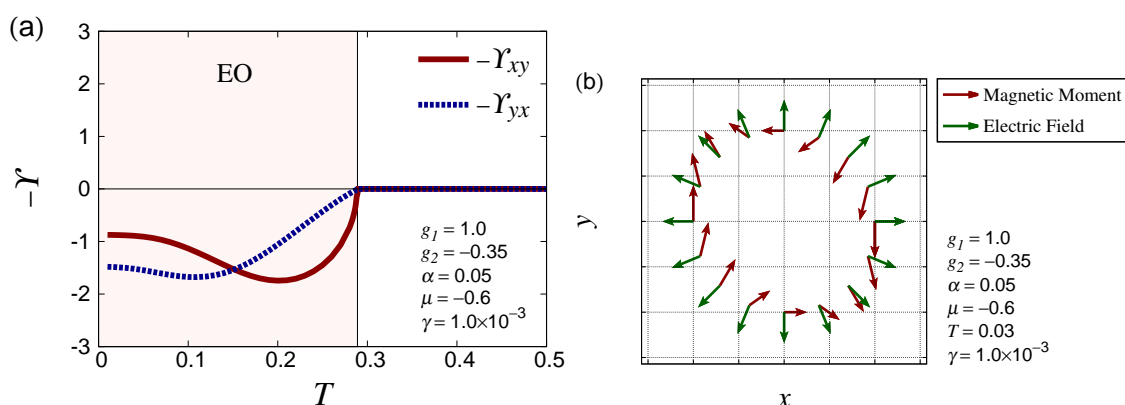 (a)
3
2
1
0
-1
-2
-3
−ϒ
EO
−ϒxy
−ϒyx
g1 = 1.0
g2 = −0.35
α = 0.05
μ = −0.6
γ = 1.0×10−3
0 0.1 0.2 0.3 0.4 0.5
T
(b)
Magnetic Moment
Electric Field
y
g1 = 1.0
g2 = −0.35
α = 0.05
μ = −0.6
T = 0.03
γ = 1.0×10−3
x